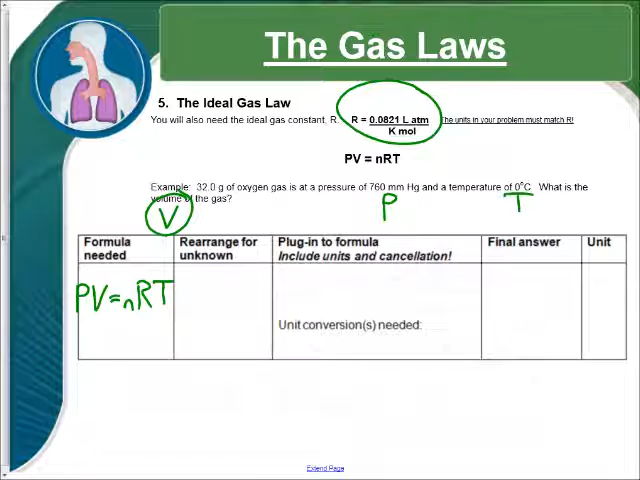 The Gas Laws
5. The Ideal Gas Law
You will also need the ideal gas constant, R. R = 0.0821 L atm The units in your problem must match R!
K mol
PV = nRT
Example: 32.0 g of oxygen gas is at a pressure of 760 mm Hg and a temperature of 0°C. What is the
volume of the gas?
V P T
Formula needed Rearrange for unknown Plug-in to formula Include units and cancellation! Final answer Unit
PV=nRT
Unit conversion(s) needed:
Extend Page